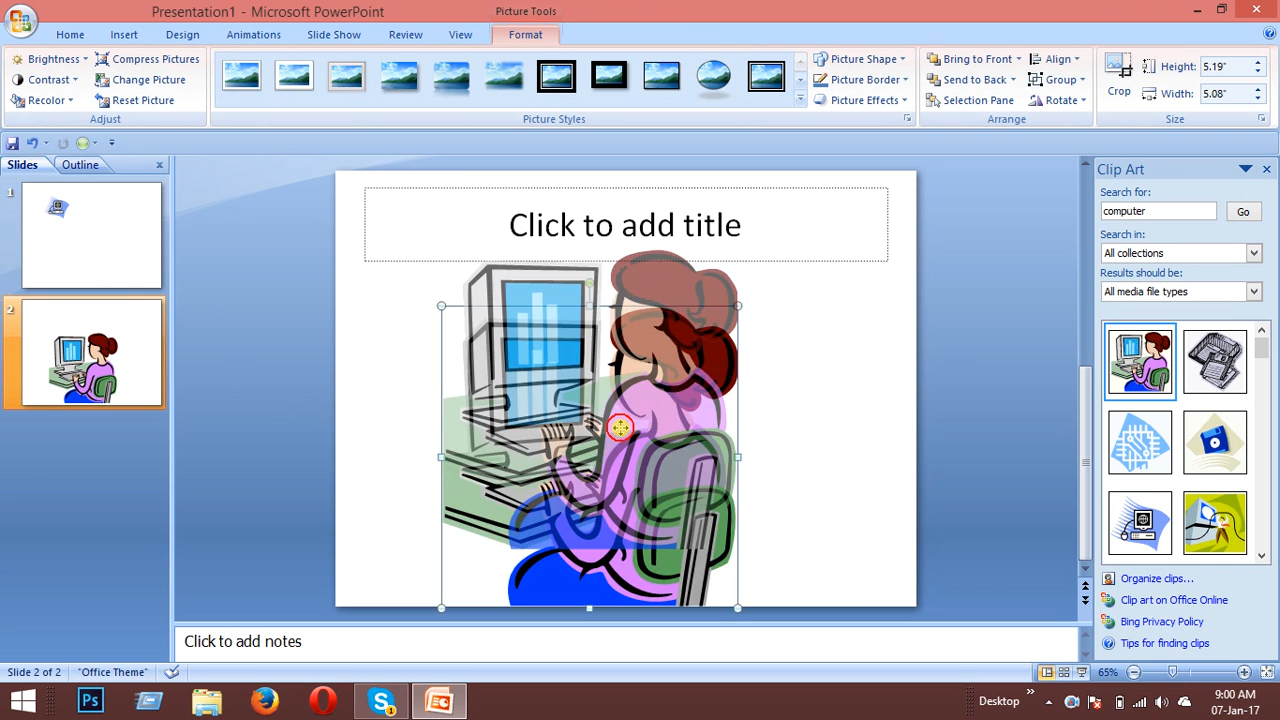 Presentation1 - Microsoft PowerPoint
Picture Tools
Home
Insert
Design
Animations
Slide Show
Review
View
Format
Brightness
Contrast
Recolor
Compress Pictures
Change Picture
Reset Picture
Adjust
Picture Styles
Picture Shape
Picture Border
Picture Effects
Bring to Front
Send to Back
Selection Pane
Align
Group
Rotate
Arrange
Crop
Height: 5.19"
Width: 5.08"
Size
Slides
Outline
1
2
Click to add title
Click to add notes
Clip Art
Search for:
computer
Go
Search in:
All collections
Results should be:
All media file types
Organize clips...
Clip art on Office Online
Bing Privacy Policy
Tips for finding clips
Slide 2 of 2
"Office Theme"
65%
Ps
S
1
Desktop
9:00 AM
07-Jan-17